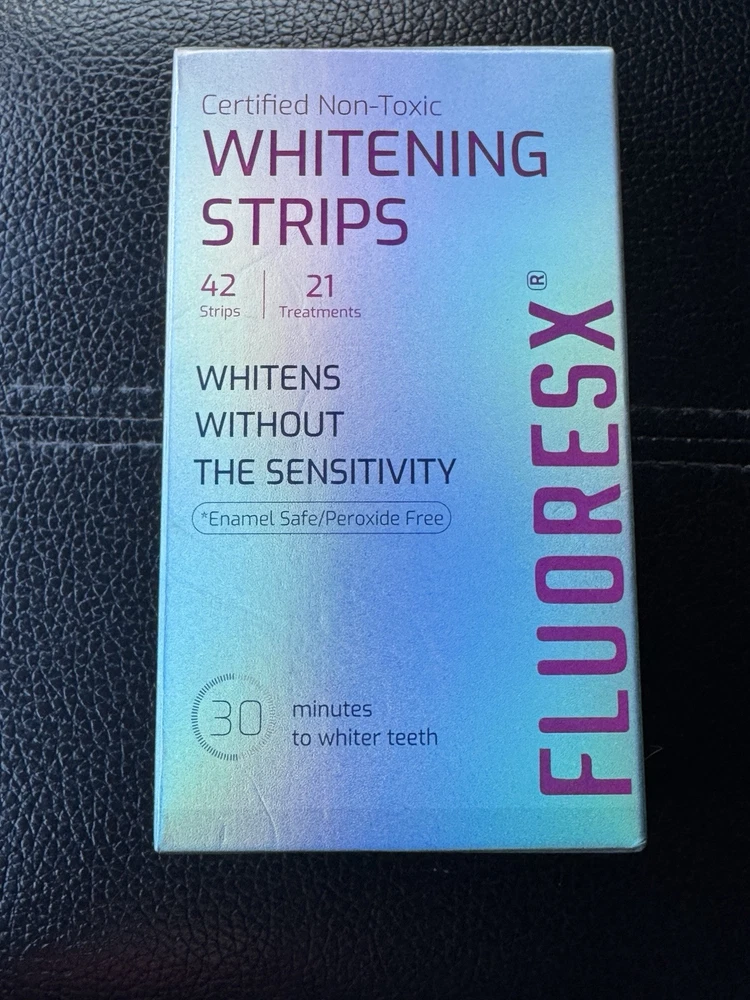 Certified Non-Toxic
WHITENING
STRIPS
42
Strips
21
Treatments
WHITENS
WITHOUT
THE SENSITIVITY
*Enamel Safe/Peroxide Free
30
minutes
to whiter teeth
FLUORESX®